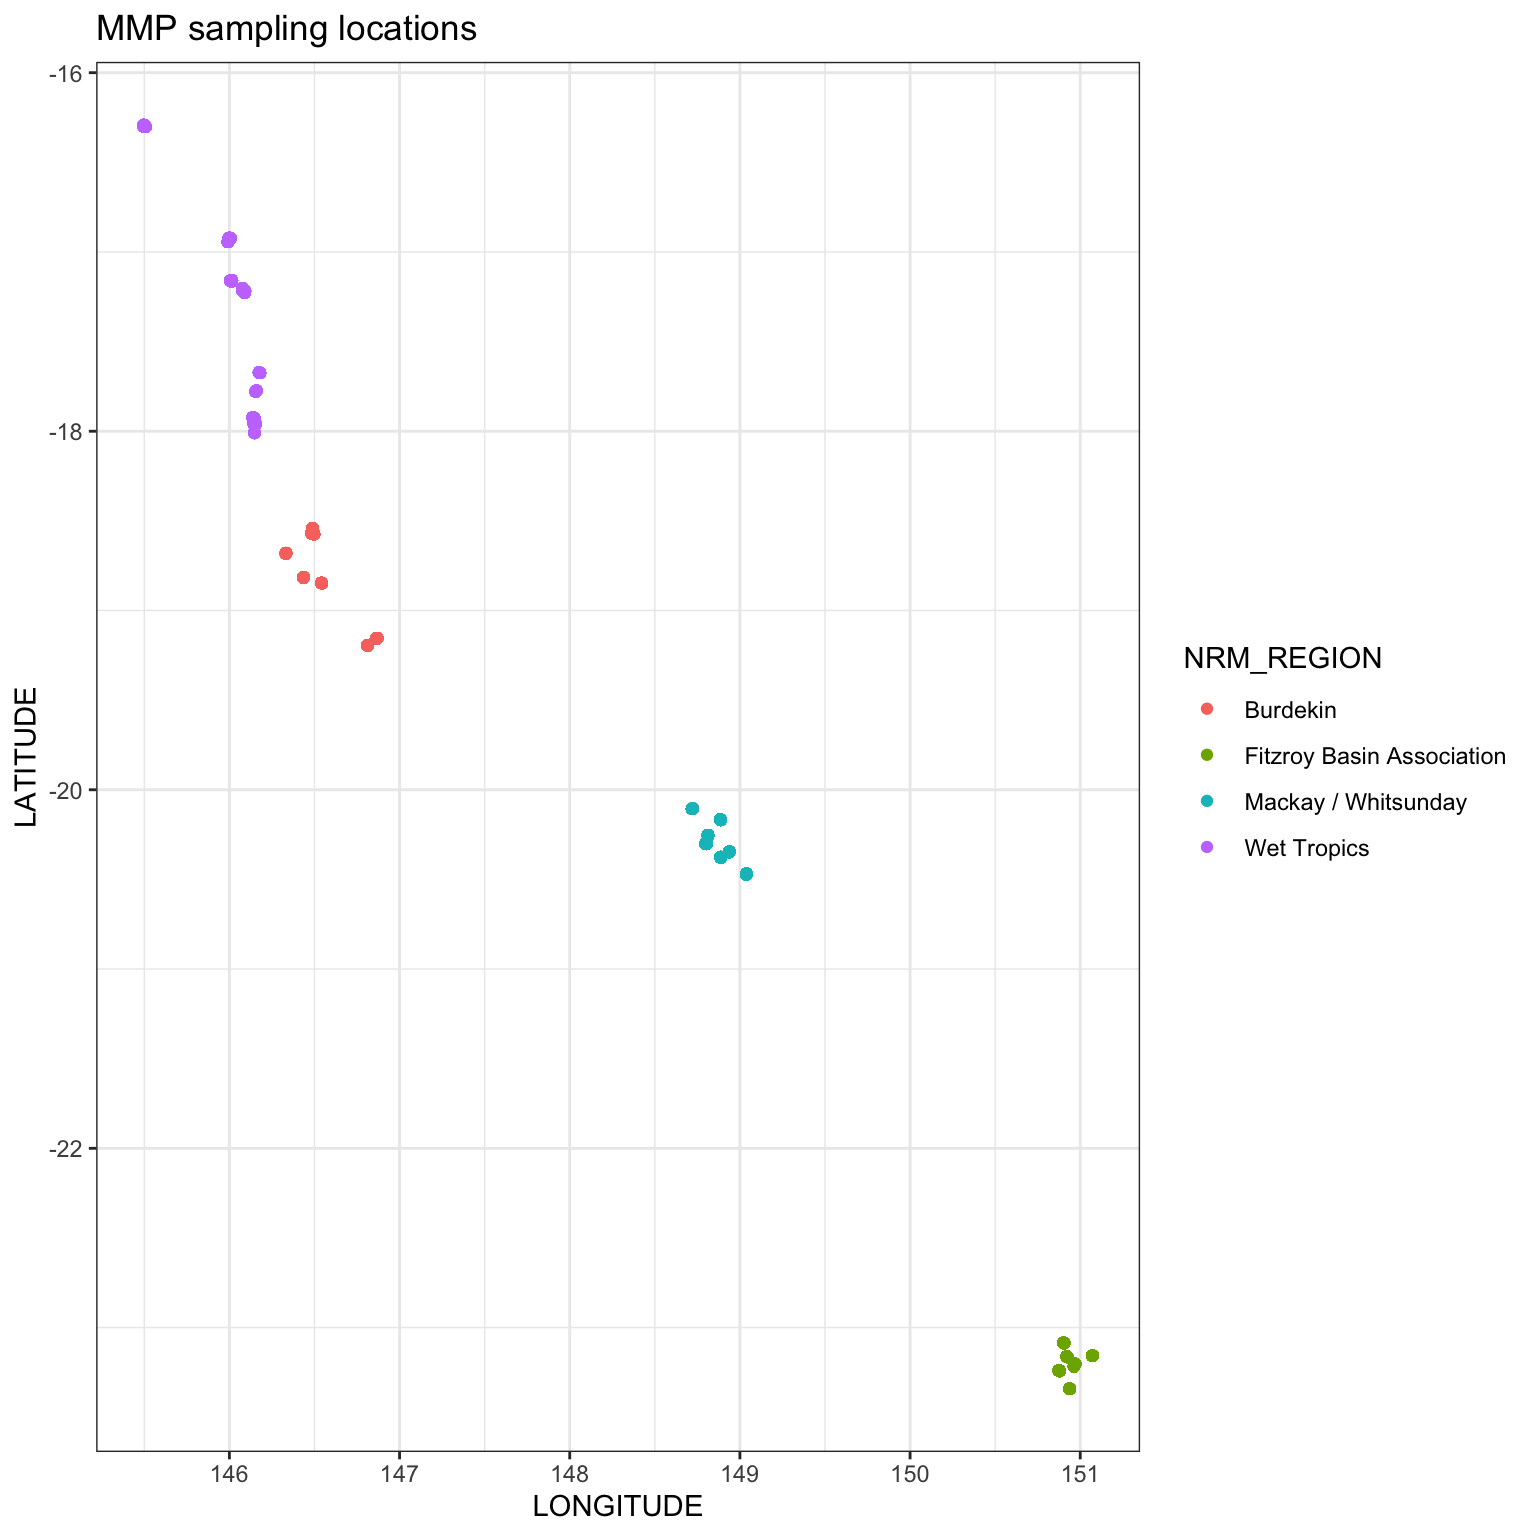 MMP sampling locations
-16
-18
-20
-22
LATITUDE
146 147 148 149 150 151
LONGITUDE
NRM_REGION
Burdekin
Fitzroy Basin Association
Mackay / Whitsunday
Wet Tropics